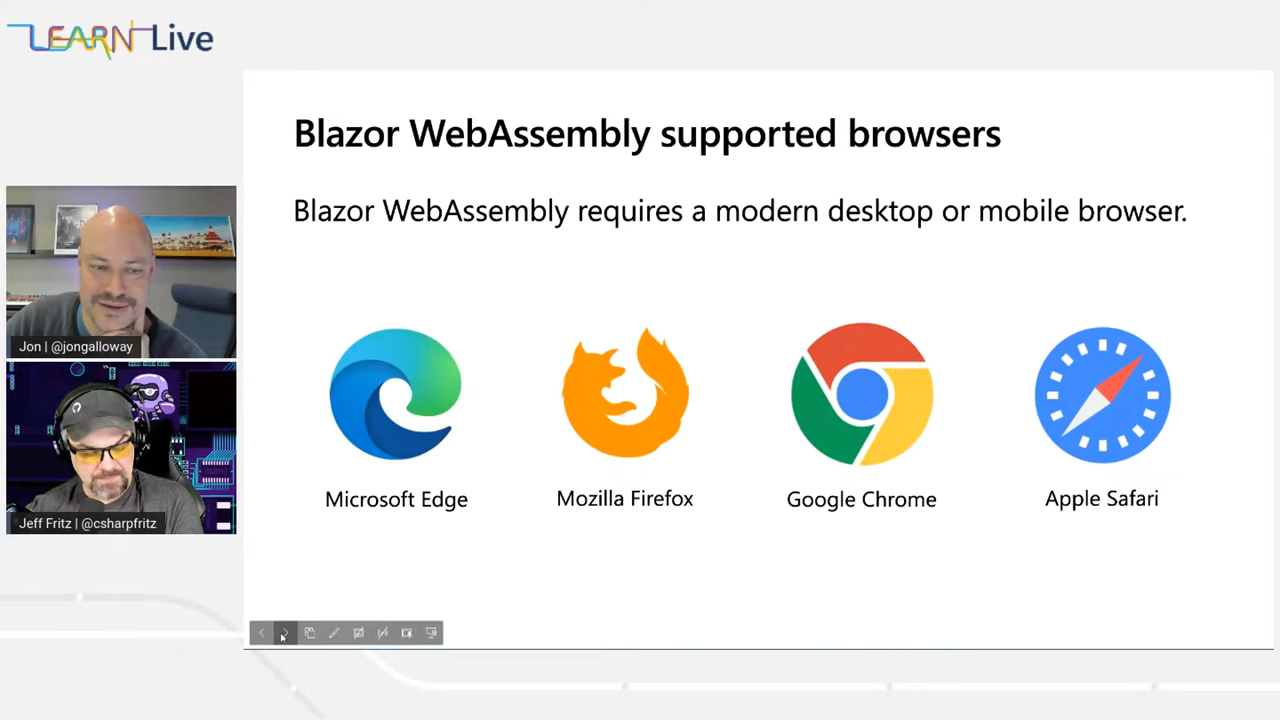 LEARN Live
Blazor WebAssembly supported browsers
Blazor WebAssembly requires a modern desktop or mobile browser.
Jon | @jongalloway
Jeff Fritz | @csharpfritz
Microsoft Edge
Mozilla Firefox
Google Chrome
Apple Safari